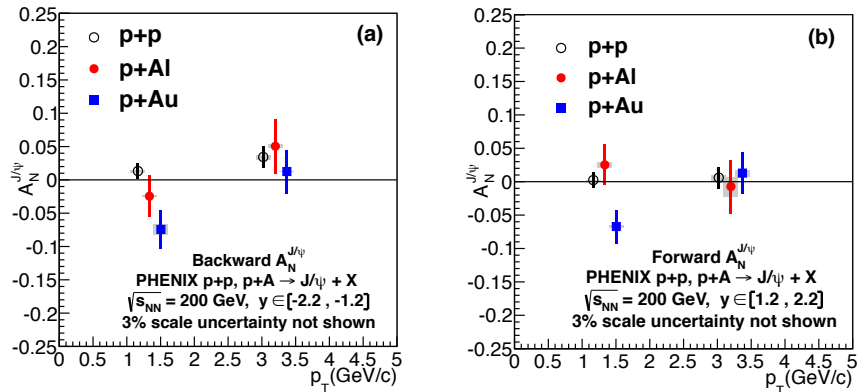 0.25
0.2
0.15
0.1
0.05
0
-0.05
-0.1
-0.15
-0.2
-0.25
A_N^{J/ψ}
(a)
p+p
p+Al
p+Au
Backward A_N^{J/ψ}
PHENIX p+p, p+A → J/ψ + X
√s_{NN} = 200 GeV, y ∈[-2.2 , -1.2]
3% scale uncertainty not shown
0 0.5 1 1.5 2 2.5 3 3.5 4 4.5 5
p_T(GeV/c)
0.25
0.2
0.15
0.1
0.05
0
-0.05
-0.1
-0.15
-0.2
-0.25
A_N^{J/ψ}
(b)
p+p
p+Al
p+Au
Forward A_N^{J/ψ}
PHENIX p+p, p+A → J/ψ + X
√s_{NN} = 200 GeV, y ∈[1.2 , 2.2]
3% scale uncertainty not shown
0 0.5 1 1.5 2 2.5 3 3.5 4 4.5 5
p_T(GeV/c)